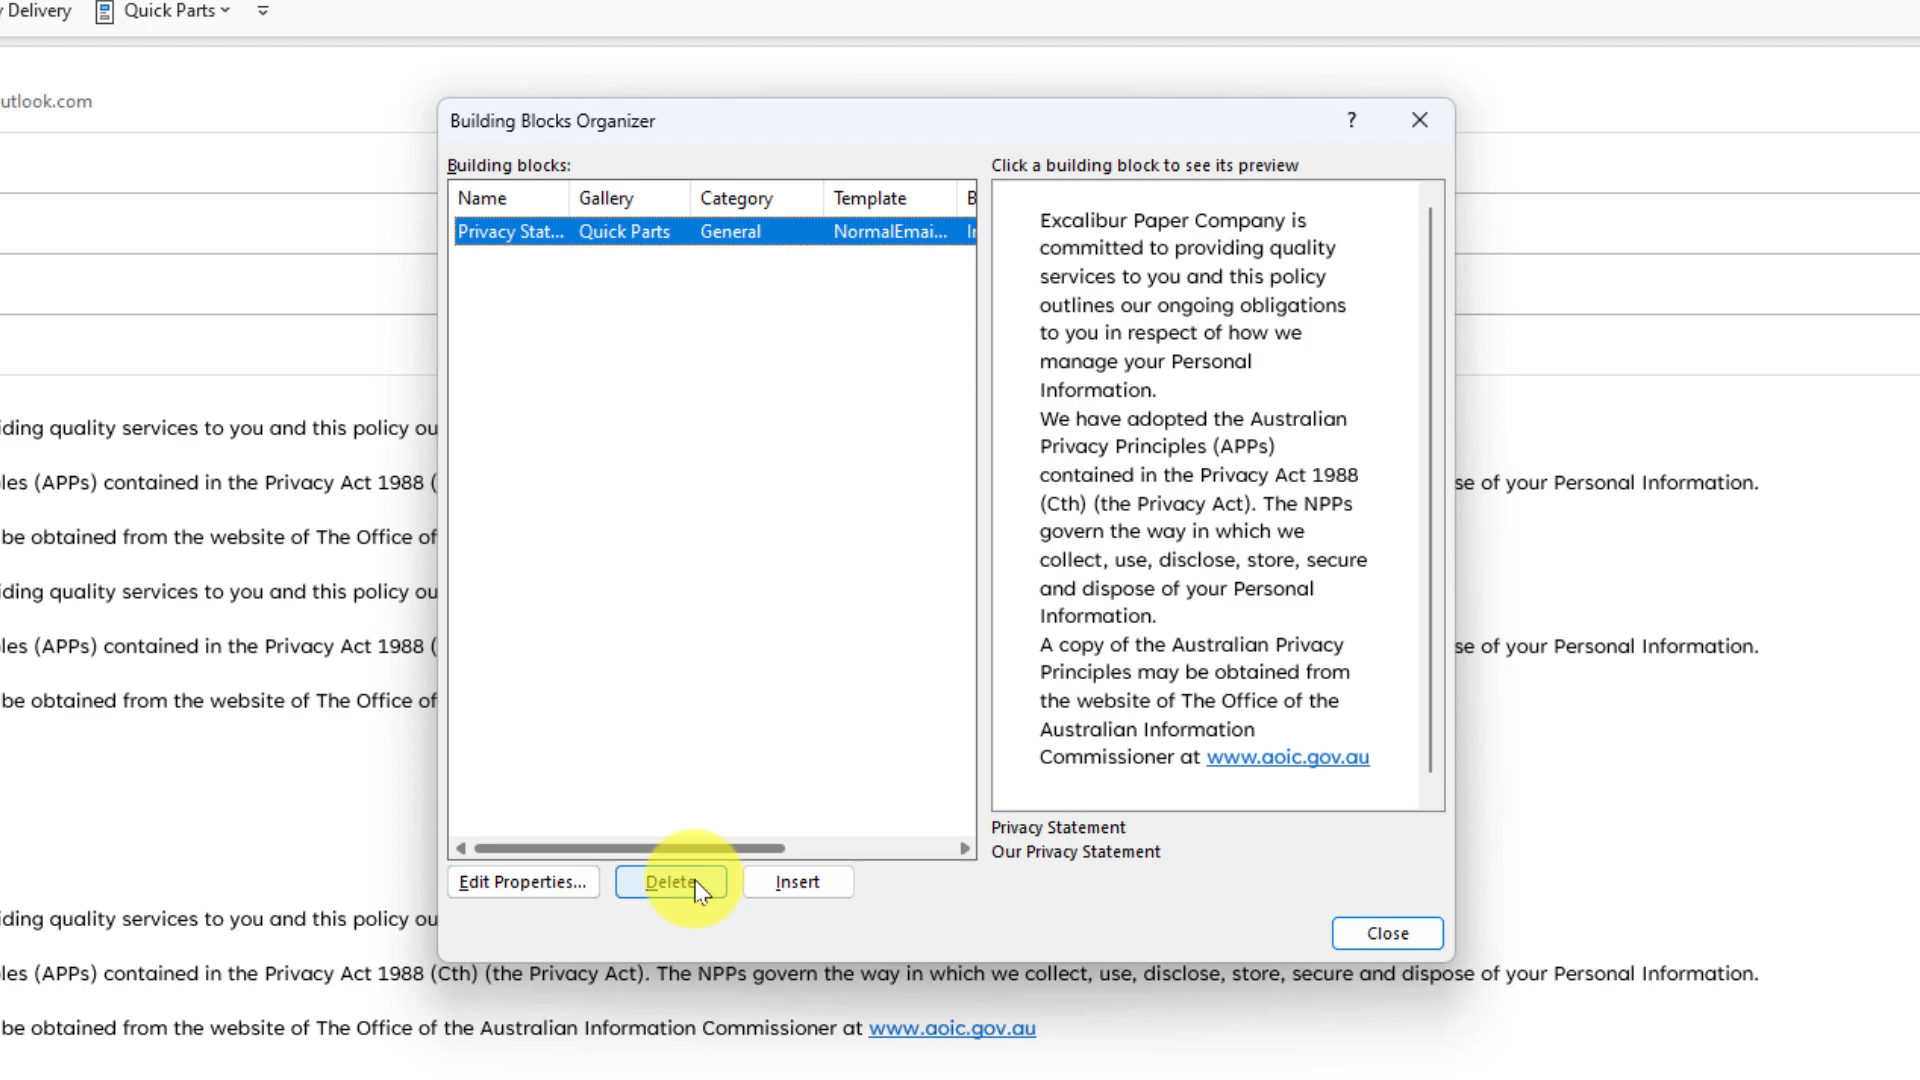 y Delivery Quick Parts
utlook.com
Building Blocks Organizer ?
Building blocks: Click a building block to see its preview
Name Gallery Category Template B
Privacy Stat... Quick Parts General NormalEmai... In
Excalibur Paper Company is
committed to providing quality
services to you and this policy
outlines our ongoing obligations
to you in respect of how we
manage your Personal
Information.
We have adopted the Australian
Privacy Principles (APPs)
contained in the Privacy Act 1988
(Cth) (the Privacy Act). The NPPs
govern the way in which we
collect, use, disclose, store, secure
and dispose of your Personal
Information.
A copy of the Australian Privacy
Principles may be obtained from
the website of The Office of the
Australian Information
Commissioner at www.aoic.gov.au
Privacy Statement
Our Privacy Statement
Edit Properties... Delete Insert
Close
iding quality services to you and this policy ou
les (APPs) contained in the Privacy Act 1988 ( se of your Personal Information.
be obtained from the website of The Office of
iding quality services to you and this policy ou
les (APPs) contained in the Privacy Act 1988 ( se of your Personal Information.
be obtained from the website of The Office of
iding quality services to you and this policy ou
les (APPs) contained in the Privacy Act 1988 (Cth) (the Privacy Act). The NPPs govern the way in which we collect, use, disclose, store, secure and dispose of your Personal Information.
be obtained from the website of The Office of the Australian Information Commissioner at www.aoic.gov.au